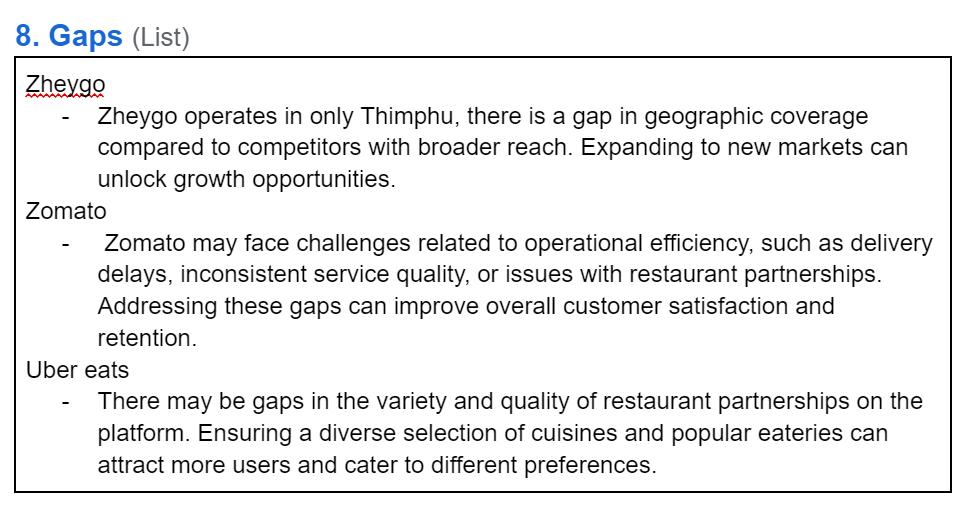 8. Gaps (List)
Zheygo
- Zheygo operates in only Thimphu, there is a gap in geographic coverage
compared to competitors with broader reach. Expanding to new markets can
unlock growth opportunities.
Zomato
- Zomato may face challenges related to operational efficiency, such as delivery
delays, inconsistent service quality, or issues with restaurant partnerships.
Addressing these gaps can improve overall customer satisfaction and
retention.
Uber eats
- There may be gaps in the variety and quality of restaurant partnerships on the
platform. Ensuring a diverse selection of cuisines and popular eateries can
attract more users and cater to different preferences.